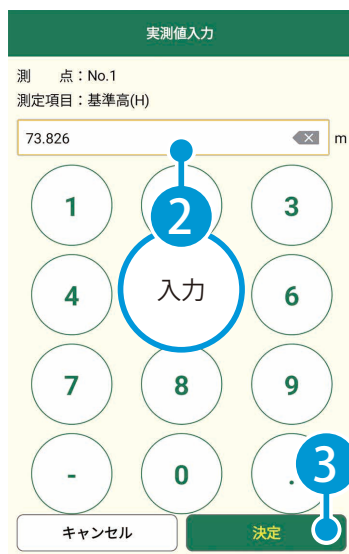 実測値入力
測　点：No.1
測定項目：基準高(H)
73.826 m
1 2 3
4 入力 6
7 8 9
- 0 .
3
キャンセル 決定